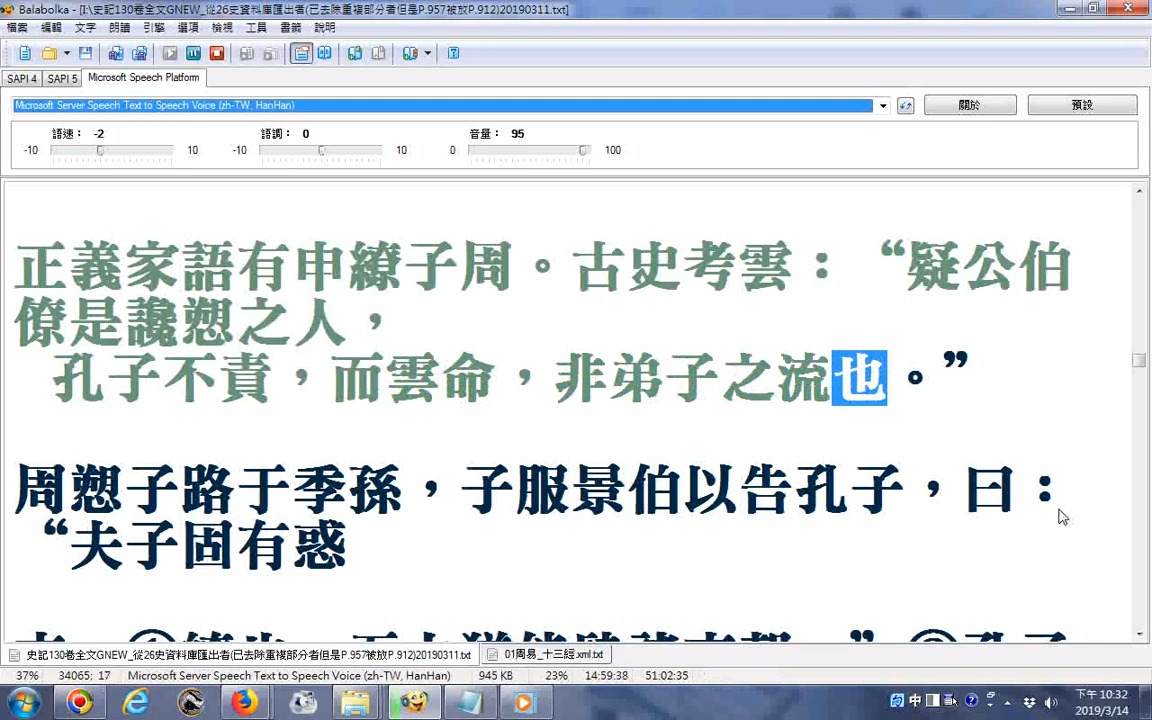 Balabolka - [I:\史記130卷全文GNEW_從26史資料庫匯出者(已去除重複部分者但是P.957被放P.912)20190311.txt]
檔案 編輯 文字 朗讀 引擎 選項 檢視 工具 書籤 說明
SAPI 4 SAPI 5 Microsoft Speech Platform
Microsoft Server Speech Text to Speech Voice (zh-TW, HanHan) 關於 預設
語速： -2 語調： 0 音量： 95
-10 10 -10 10 0 100
正義家語有申繚子周。古史考雲：“疑公伯
僚是讒愬之人，
孔子不責，而雲命，非弟子之流也。”
周愬子路于季孫，子服景伯以告孔子，曰：
“夫子固有惑
史記130卷全文GNEW_從26史資料庫匯出者(已去除重複部分者但是P.957被放P.912)20190311.txt 01周易_十三經.xml.txt
37% 34065: 17 Microsoft Server Speech Text to Speech Voice (zh-TW, HanHan) 945 KB 23% 14:59:38 51:02:35
中 下午 10:32
2019/3/14